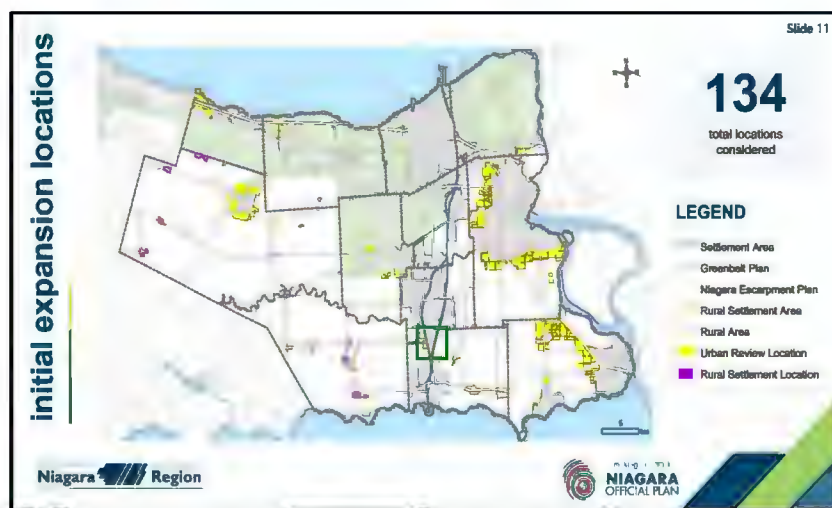 Slide 11
initial expansion locations
134
total locations
considered
LEGEND
Settlement Area
Greenbelt Plan
Niagara Escarpment Plan
Rural Settlement Area
Rural Area
Urban Review Location
Rural Settlement Location
Niagara Region
NIAGARA
OFFICIAL PLAN